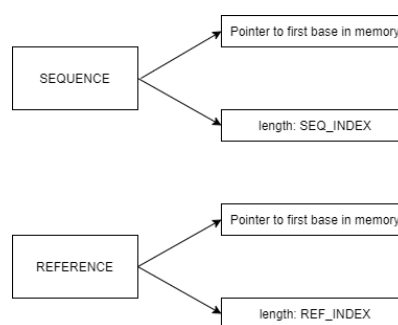 Pointer to first base in memory
SEQUENCE
length: SEQ_INDEX
Pointer to first base in memory
REFERENCE
length: REF_INDEX